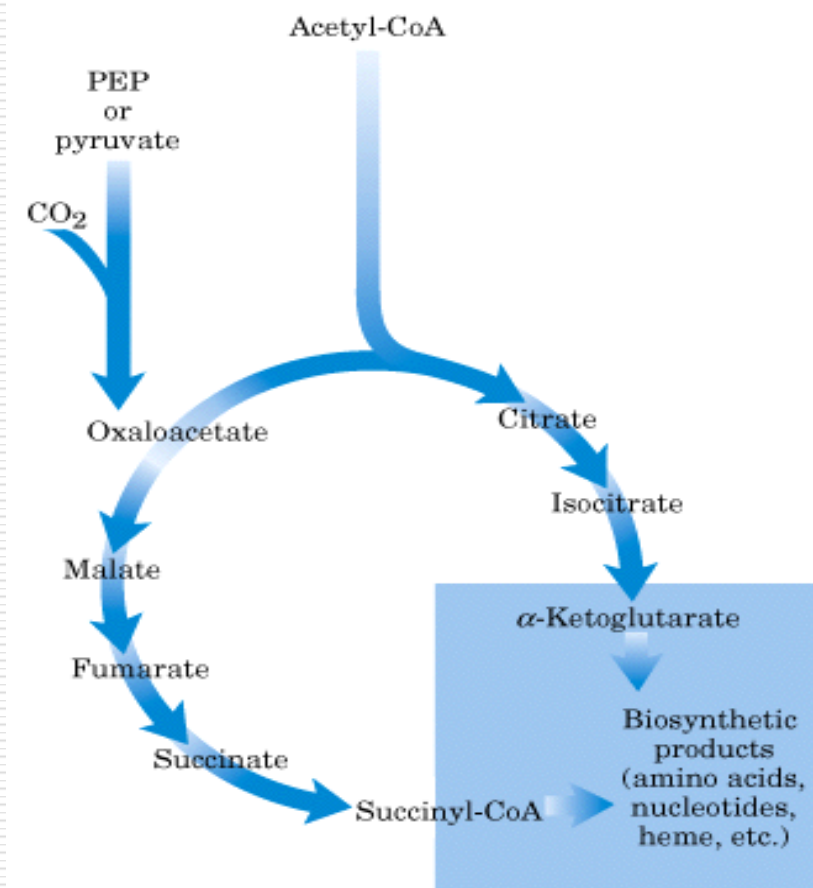 Acetyl-CoA
PEP
or
pyruvate
CO₂
Oxaloacetate
Citrate
Isocitrate
Malate
α-Ketoglutarate
Fumarate
Biosynthetic
products
(amino acids,
nucleotides,
heme, etc.)
Succinate
Succinyl-CoA